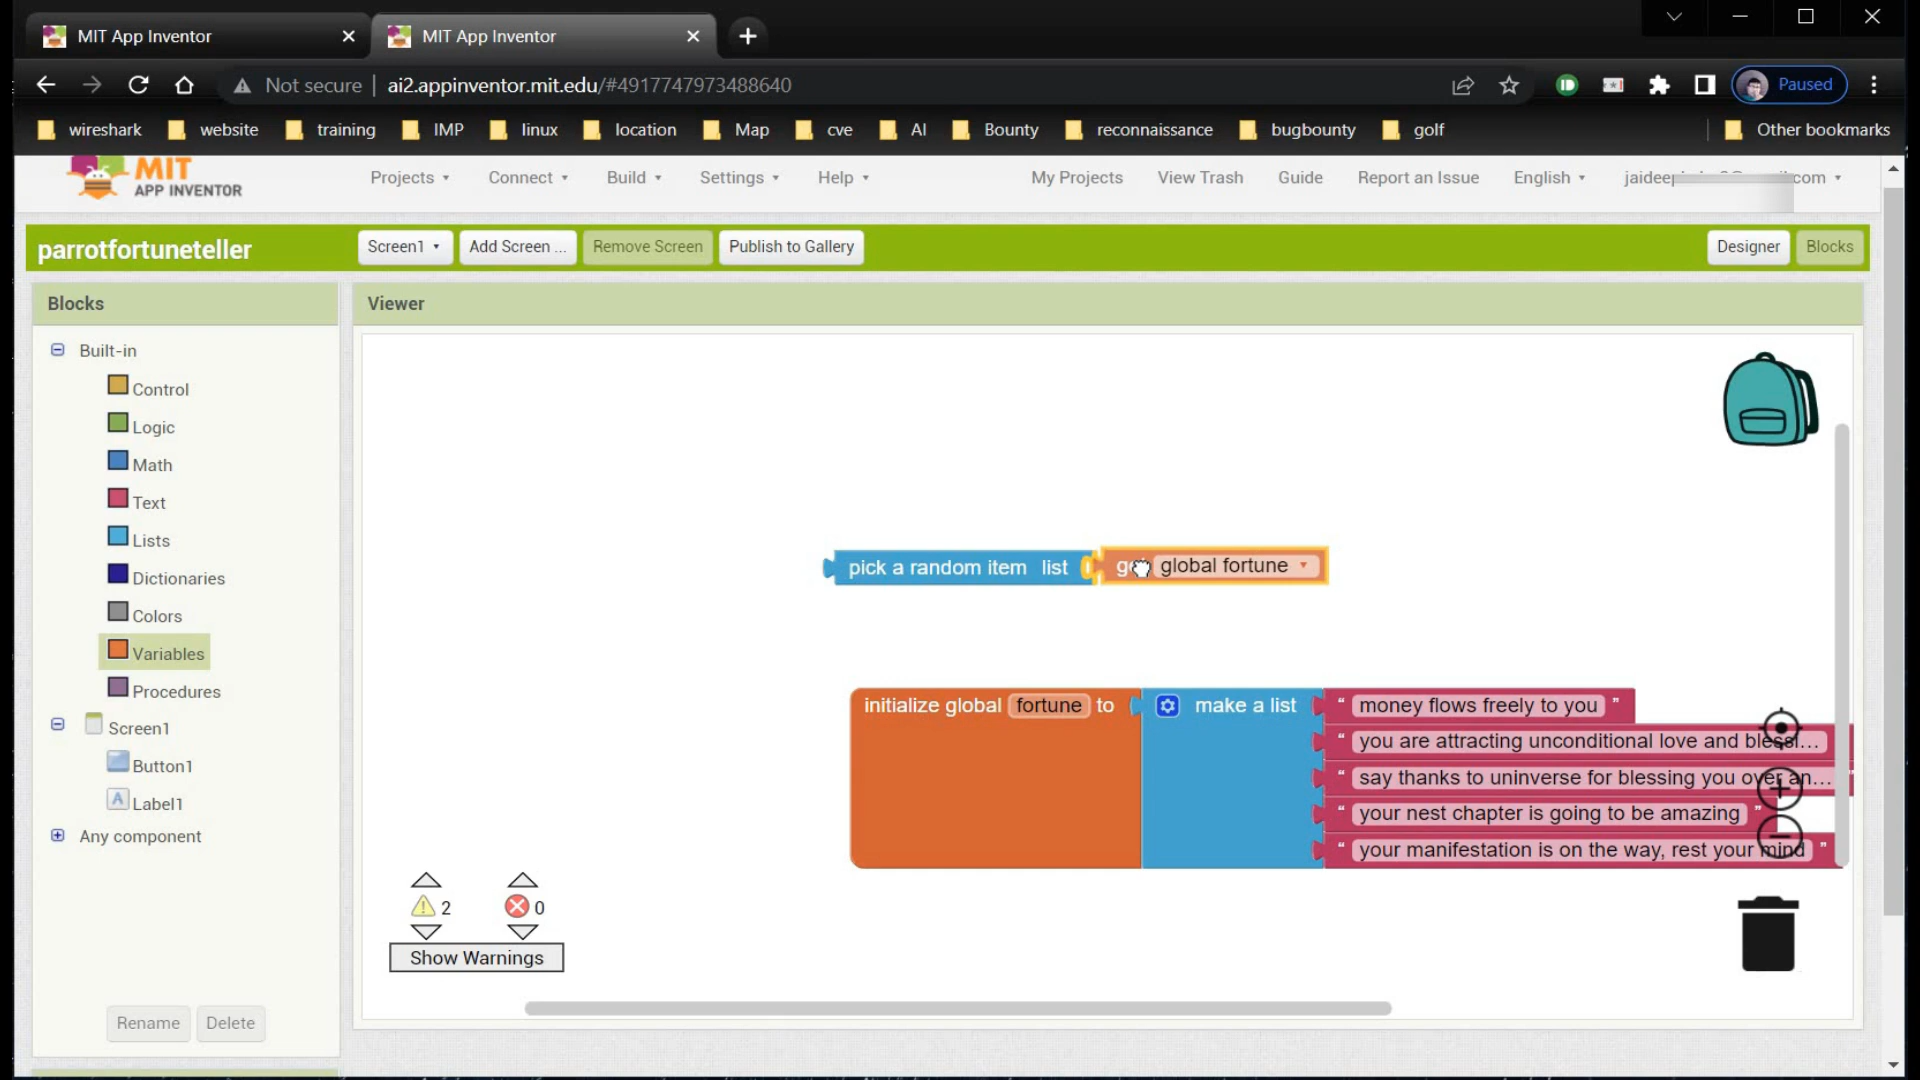 MIT App Inventor
MIT App Inventor
Not secure
ai2.appinventor.mit.edu/#4917747973488640
Paused
wireshark
website
training
IMP
linux
location
Map
cve
AI
Bounty
reconnaissance
bugbounty
golf
Other bookmarks
MIT
APP INVENTOR
Projects
Connect
Build
Settings
Help
My Projects
View Trash
Guide
Report an Issue
English
parrotfortuneteller
Screen1
Add Screen ...
Remove Screen
Publish to Gallery
Designer
Blocks
Blocks
Viewer
Built-in
Control
Logic
Math
Text
Lists
Dictionaries
Colors
Variables
Procedures
Screen1
Button1
A Label1
Any component
Rename
Delete
pick a random item list
global fortune
initialize global fortune to
make a list
“ money flows freely to you ”
“ you are attracting unconditional love and blessi...
“ say thanks to uninverse for blessing you over an... ”
“ your nest chapter is going to be amazing ”
“ your manifestation is on the way, rest your mind ”
2
0
Show Warnings